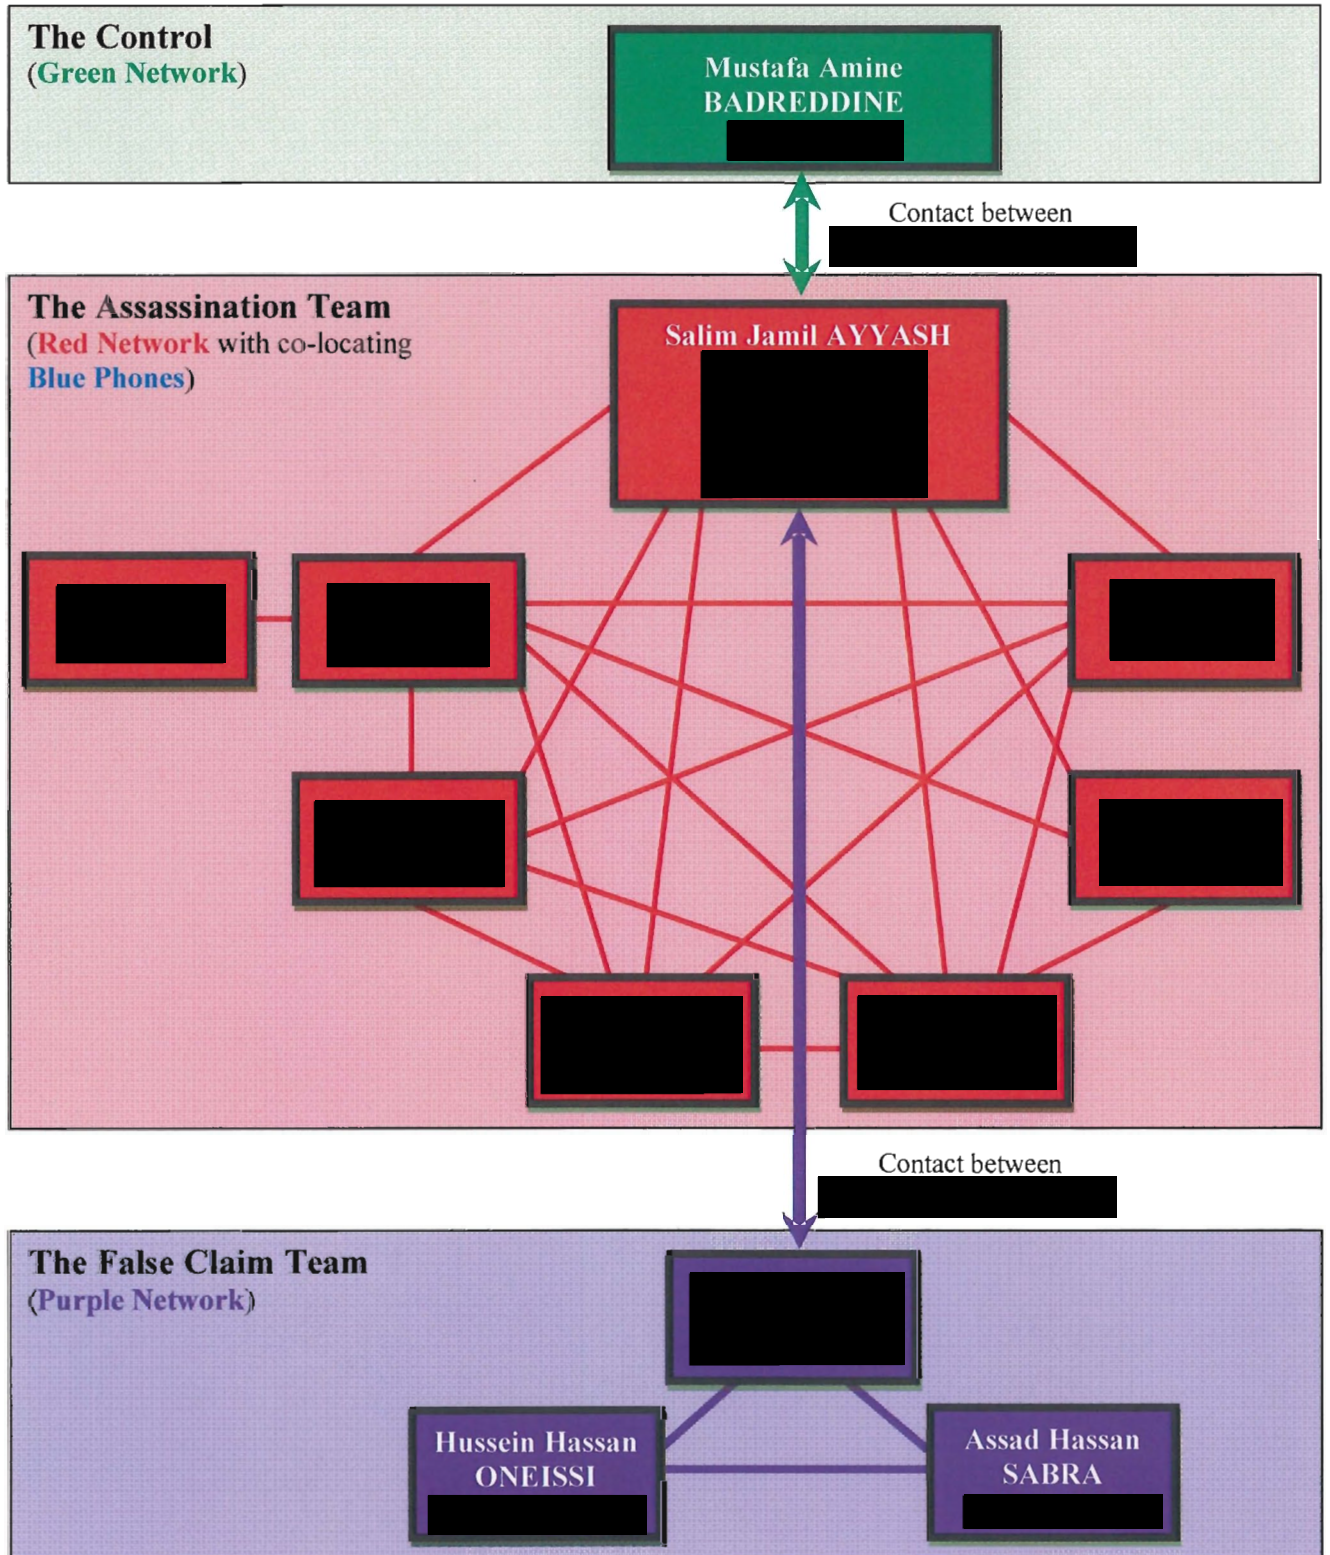 The Control
(Green Network)
Mustafa Amine
BADREDDINE
Contact between
The Assassination Team
(Red Network with co-locating
Blue Phones)
Salim Jamil AYYASH
Contact between
The False Claim Team
(Purple Network)
Hussein Hassan
ONEISSI
Assad Hassan
SABRA